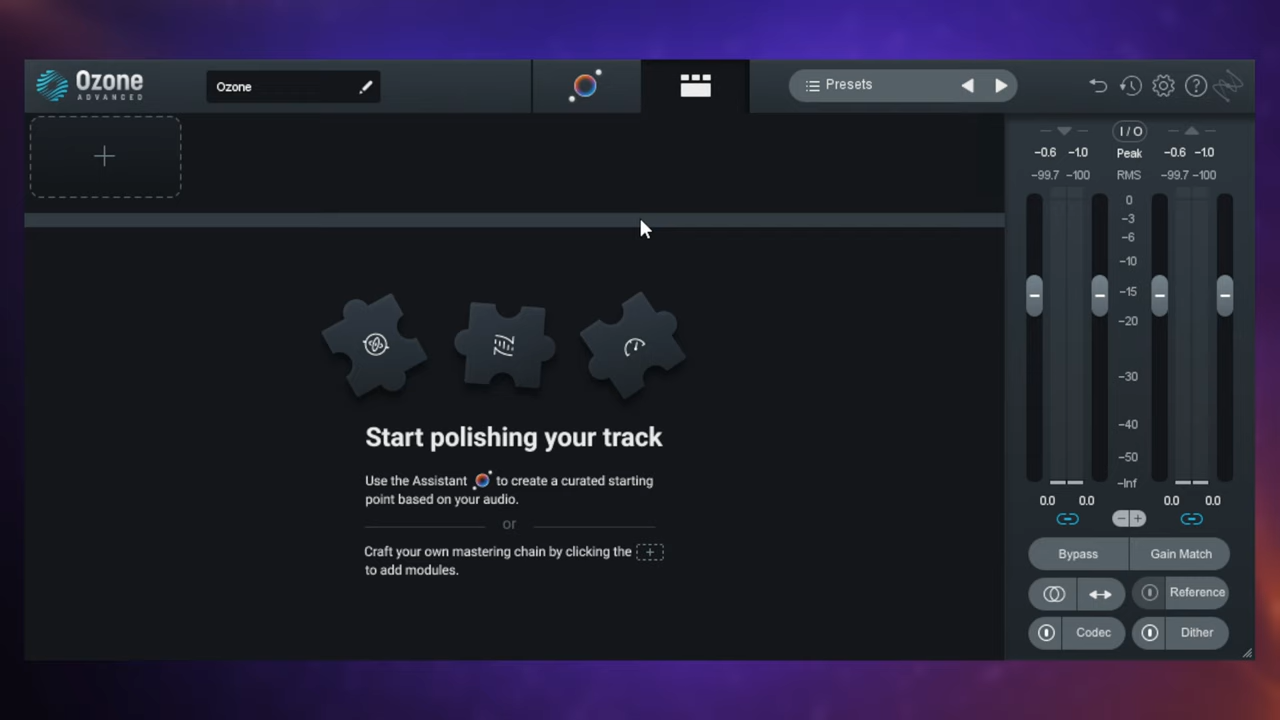 Ozone
ADVANCED
Ozone
Presets
I / O
-0.6 -1.0 Peak -0.6 -1.0
-99.7 -100 RMS -99.7 -100
0
-3
-6
-10
-15
-20
-30
-40
-50
-Inf
0.0 0.0 0.0 0.0
Start polishing your track
Use the Assistant to create a curated starting
point based on your audio.
or
Craft your own mastering chain by clicking the
to add modules.
Bypass Gain Match
Reference
Codec Dither